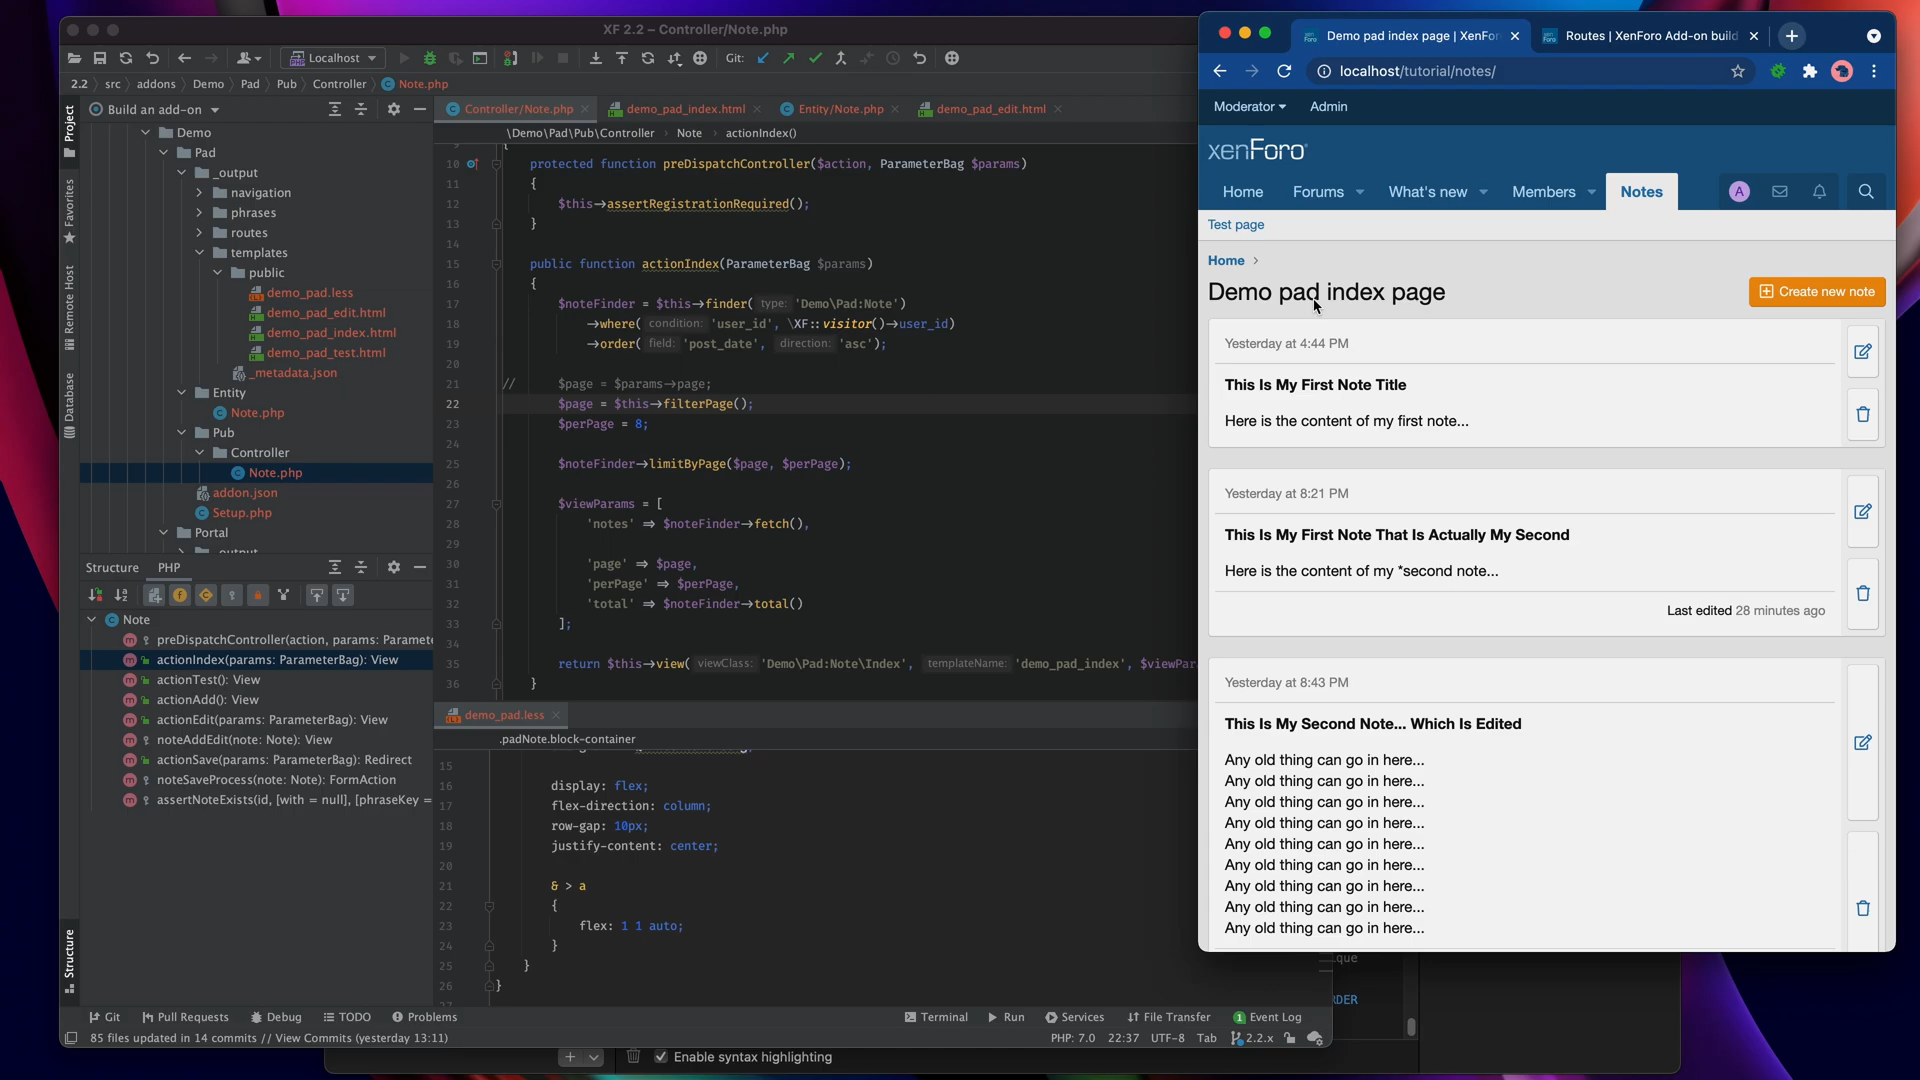 XF 2.2 – Controller/Note.php
Localhost
Git:
2.2 src addons Demo Pad Pub Controller Note.php
Project
Favorites
Remote Host
Database
Structure
Build an add-on
Demo
Pad
_output
navigation
phrases
routes
templates
public
demo_pad.less
demo_pad_edit.html
demo_pad_index.html
demo_pad_test.html
_metadata.json
Entity
Note.php
Pub
Controller
Note.php
addon.json
Setup.php
Portal
Structure PHP
Note
preDispatchController(action, params: Paramete
actionIndex(params: ParameterBag): View
actionTest(): View
actionAdd(): View
actionEdit(params: ParameterBag): View
noteAddEdit(note: Note): View
actionSave(params: ParameterBag): Redirect
noteSaveProcess(note: Note): FormAction
assertNoteExists(id, [with = null], [phraseKey =
Controller/Note.php demo_pad_index.html Entity/Note.php demo_pad_edit.html
\Demo\Pad\Pub\Controller Note actionIndex()
10 protected function preDispatchController($action, ParameterBag $params)
11 {
12 $this→assertRegistrationRequired();
13 }
14
15 public function actionIndex(ParameterBag $params)
16 {
17 $noteFinder = $this→finder( type: 'Demo\Pad:Note')
18 →where( condition: 'user_id', \XF::visitor()→user_id)
19 →order( field: 'post_date', direction: 'asc');
20
21 // $page = $params→page;
22 $page = $this→filterPage();
23 $perPage = 8;
24
25 $noteFinder→limitByPage($page, $perPage);
26
27 $viewParams = [
28 'notes' ⇒ $noteFinder→fetch(),
29
30 'page' ⇒ $page,
31 'perPage' ⇒ $perPage,
32 'total' ⇒ $noteFinder→total()
33 ];
34
35 return $this→view( viewClass: 'Demo\Pad:Note\Index', templateName: 'demo_pad_index', $viewPar
36 }
demo_pad.less
.padNote.block-container
15
16 display: flex;
17 flex-direction: column;
18 row-gap: 10px;
19 justify-content: center;
20
21 & > a
22 {
23 flex: 1 1 auto;
24 }
25 }
26 }
Git Pull Requests Debug TODO Problems Terminal Run Services File Transfer 1 Event Log
85 files updated in 14 commits // View Commits (yesterday 13:11) PHP: 7.0 22:37 UTF-8 Tab 2.2.x
Enable syntax highlighting
que
Demo pad index page | XenFor Routes | XenForo Add-on build
localhost/tutorial/notes/
Moderator Admin
xenForo
Home Forums What's new Members Notes A
Test page
Home
Demo pad index page
Create new note
Yesterday at 4:44 PM
This Is My First Note Title
Here is the content of my first note...
Yesterday at 8:21 PM
This Is My First Note That Is Actually My Second
Here is the content of my *second note...
Last edited 28 minutes ago
Yesterday at 8:43 PM
This Is My Second Note... Which Is Edited
Any old thing can go in here...
Any old thing can go in here...
Any old thing can go in here...
Any old thing can go in here...
Any old thing can go in here...
Any old thing can go in here...
Any old thing can go in here...
Any old thing can go in here...
Any old thing can go in here...